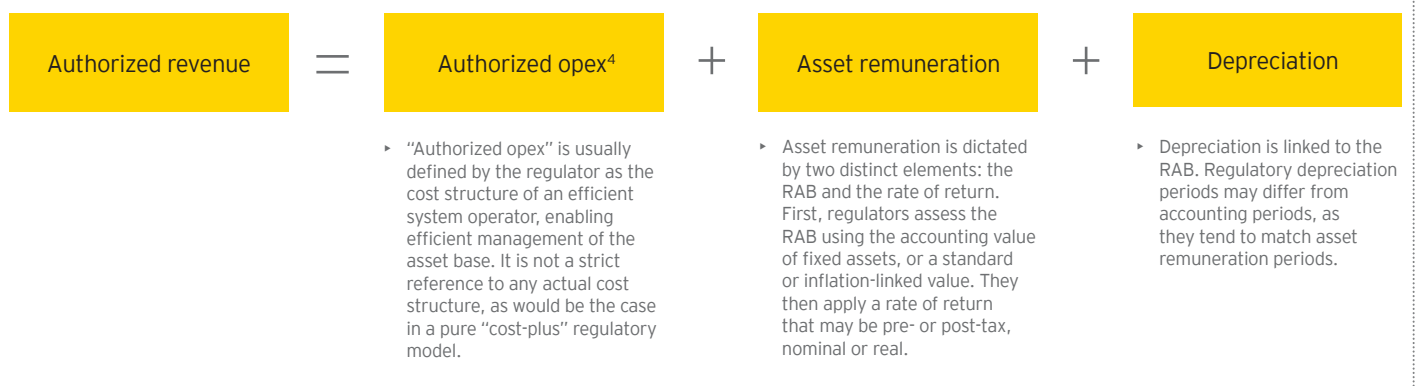 Authorized revenue = Authorized opex⁴ + Asset remuneration + Depreciation
‣ “Authorized opex” is usually
defined by the regulator as the
cost structure of an efficient
system operator, enabling
efficient management of the
asset base. It is not a strict
reference to any actual cost
structure, as would be the case
in a pure “cost-plus” regulatory
model.
‣ Asset remuneration is dictated
by two distinct elements: the
RAB and the rate of return.
First, regulators assess the
RAB using the accounting value
of fixed assets, or a standard
or inflation-linked value. They
then apply a rate of return
that may be pre- or post-tax,
nominal or real.
‣ Depreciation is linked to the
RAB. Regulatory depreciation
periods may differ from
accounting periods, as
they tend to match asset
remuneration periods.